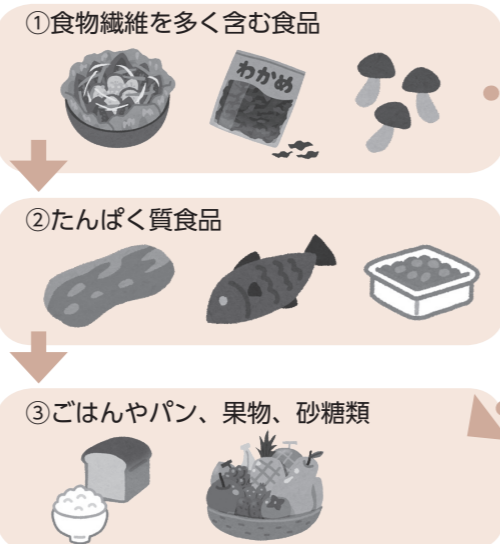 ①食物繊維を多く含む食品
わかめ
②たんぱく質食品
③ごはんやパン、果物、砂糖類